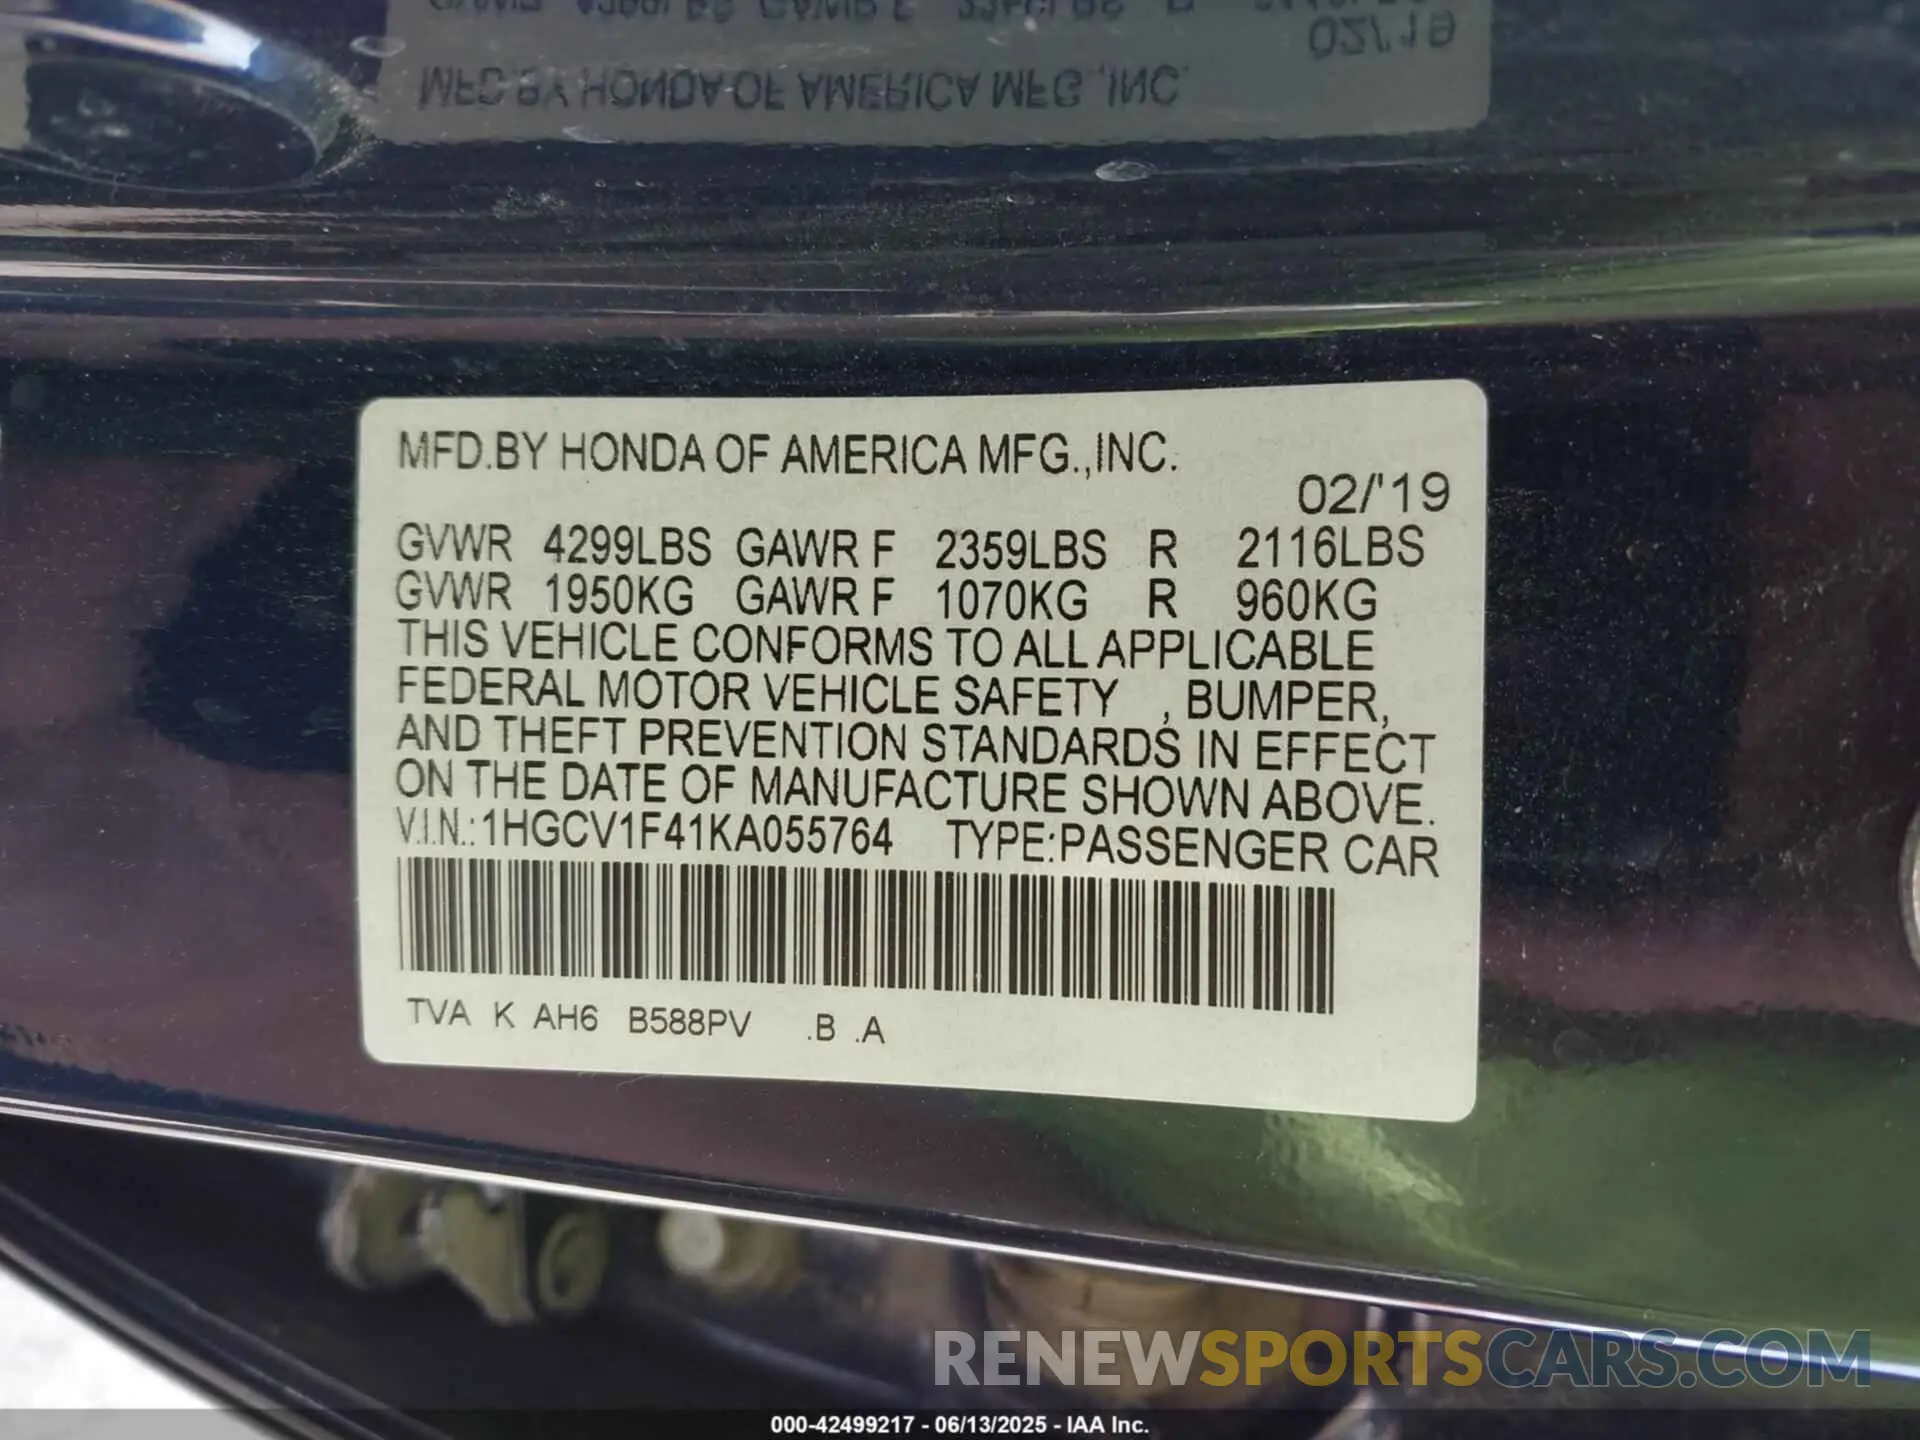 MFD.BY HONDA OF AMERICA MFG.,INC.
02/'19
MFD.BY HONDA OF AMERICA MFG.,INC.
02/'19
GVWR 4299LBS GAWR F 2359LBS R 2116LBS
GVWR 1950KG GAWR F 1070KG R 960KG
THIS VEHICLE CONFORMS TO ALL APPLICABLE
FEDERAL MOTOR VEHICLE SAFETY , BUMPER,
AND THEFT PREVENTION STANDARDS IN EFFECT
ON THE DATE OF MANUFACTURE SHOWN ABOVE.
V.I.N.:1HGCV1F41KA055764 TYPE:PASSENGER CAR
TVA K AH6 B588PV .B .A
RENEWSPORTSCARS.COM
000-42499217 - 06/13/2025 - IAA Inc.